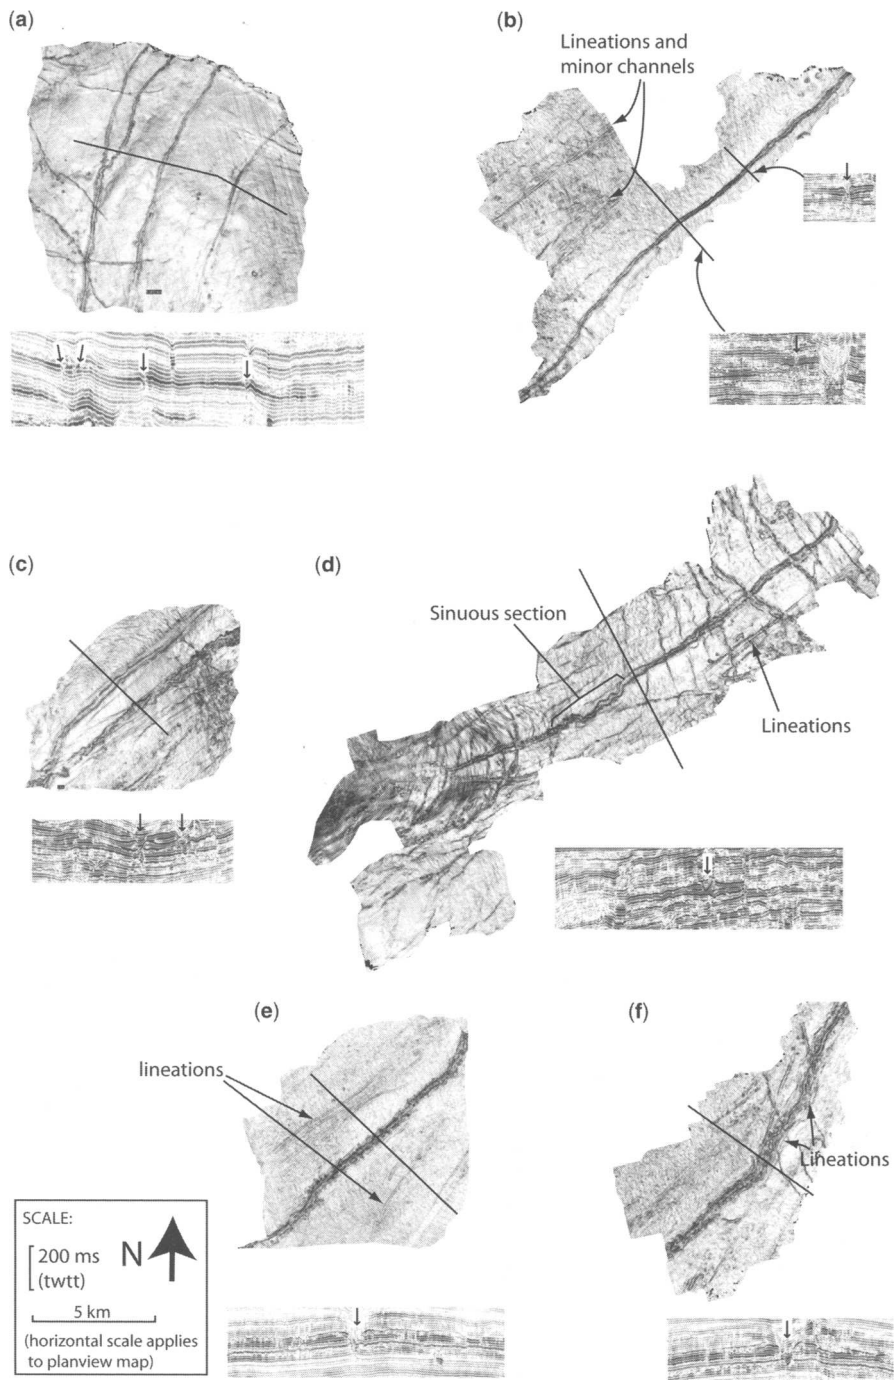 (a)
(b)
Lineations and
minor channels
(c)
(d)
Sinuous section
Lineations
(e)
(f)
lineations
Lineations
SCALE:
200 ms
(twtt)
N
5 km
(horizontal scale applies
to planview map)